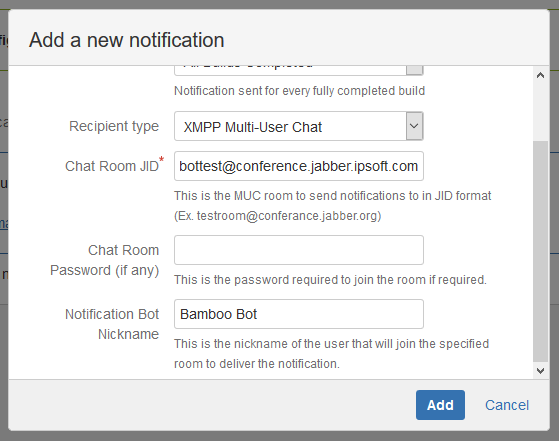 Add a new notification
Notification sent for every fully completed build
Recipient type
XMPP Multi-User Chat
Chat Room JID*
bottest@conference.jabber.ipsoft.com
This is the MUC room to send notifications to in JID format
(Ex. testroom@conferance.jabber.org)
Chat Room
Password (if any)
This is the password required to join the room if required.
Notification Bot
Nickname
Bamboo Bot
This is the nickname of the user that will join the specified
room to deliver the notification.
Add
Cancel